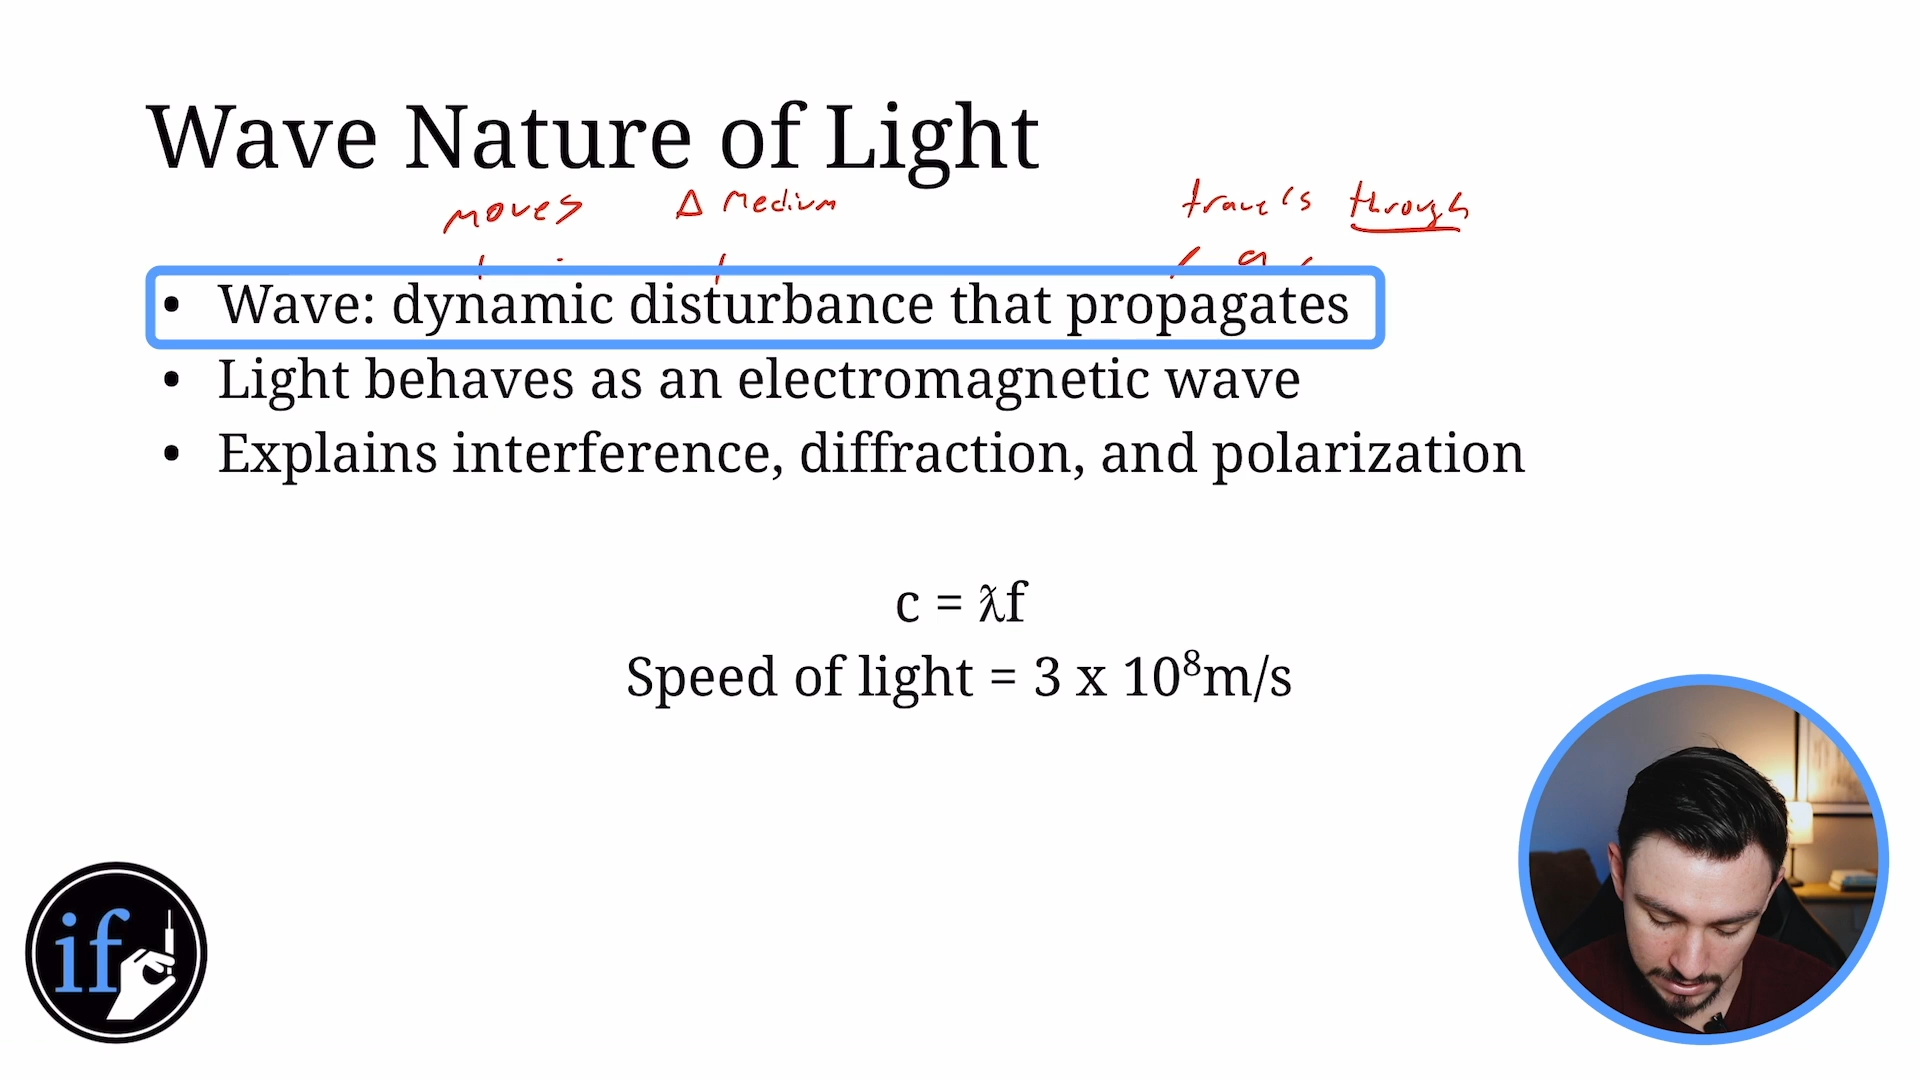 Wave Nature of Light
moves Δ Medium travels through
• Wave: dynamic disturbance that propagates
• Light behaves as an electromagnetic wave
• Explains interference, diffraction, and polarization
c = ƛf
Speed of light = 3 x 10⁸m/s
if